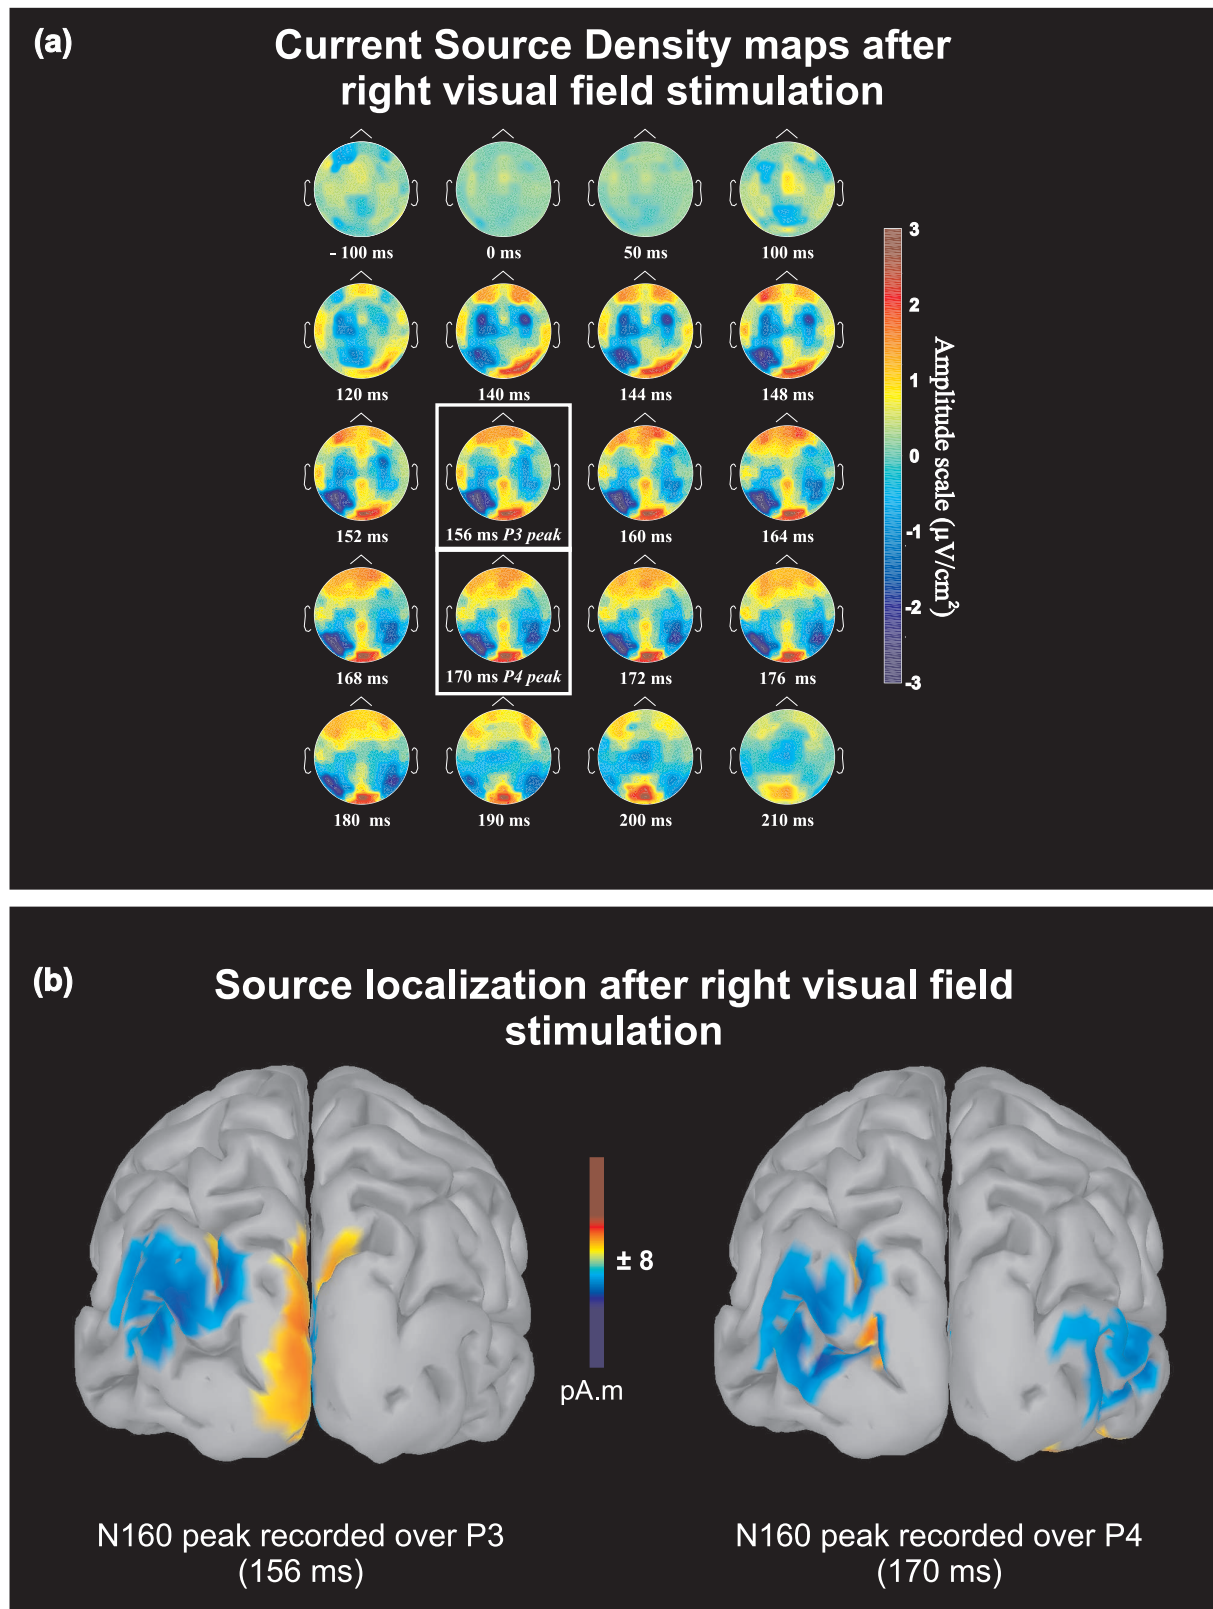 (a)
Current Source Density maps after
right visual field stimulation
- 100 ms
0 ms
50 ms
100 ms
120 ms
140 ms
144 ms
148 ms
152 ms
156 ms P3 peak
160 ms
164 ms
168 ms
170 ms P4 peak
172 ms
176 ms
180 ms
190 ms
200 ms
210 ms
3
2
1
0
-1
-2
-3
Amplitude scale (µV/cm²)
(b)
Source localization after right visual field
stimulation
± 8
pA.m
N160 peak recorded over P3
(156 ms)
N160 peak recorded over P4
(170 ms)